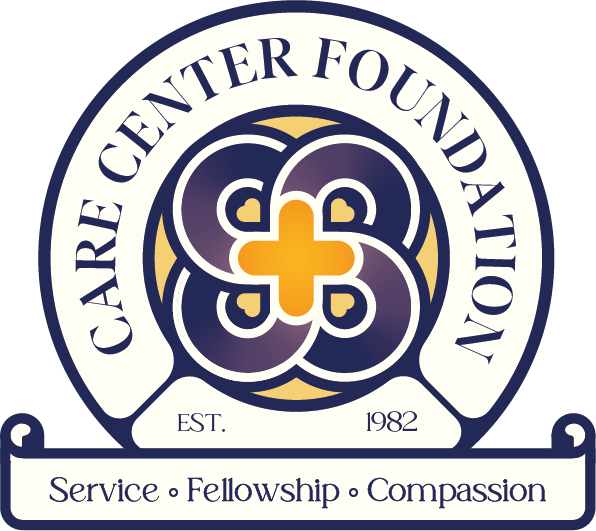 CARE CENTER FOUNDATION
EST. 1982
Service ∘ Fellowship ∘ Compassion